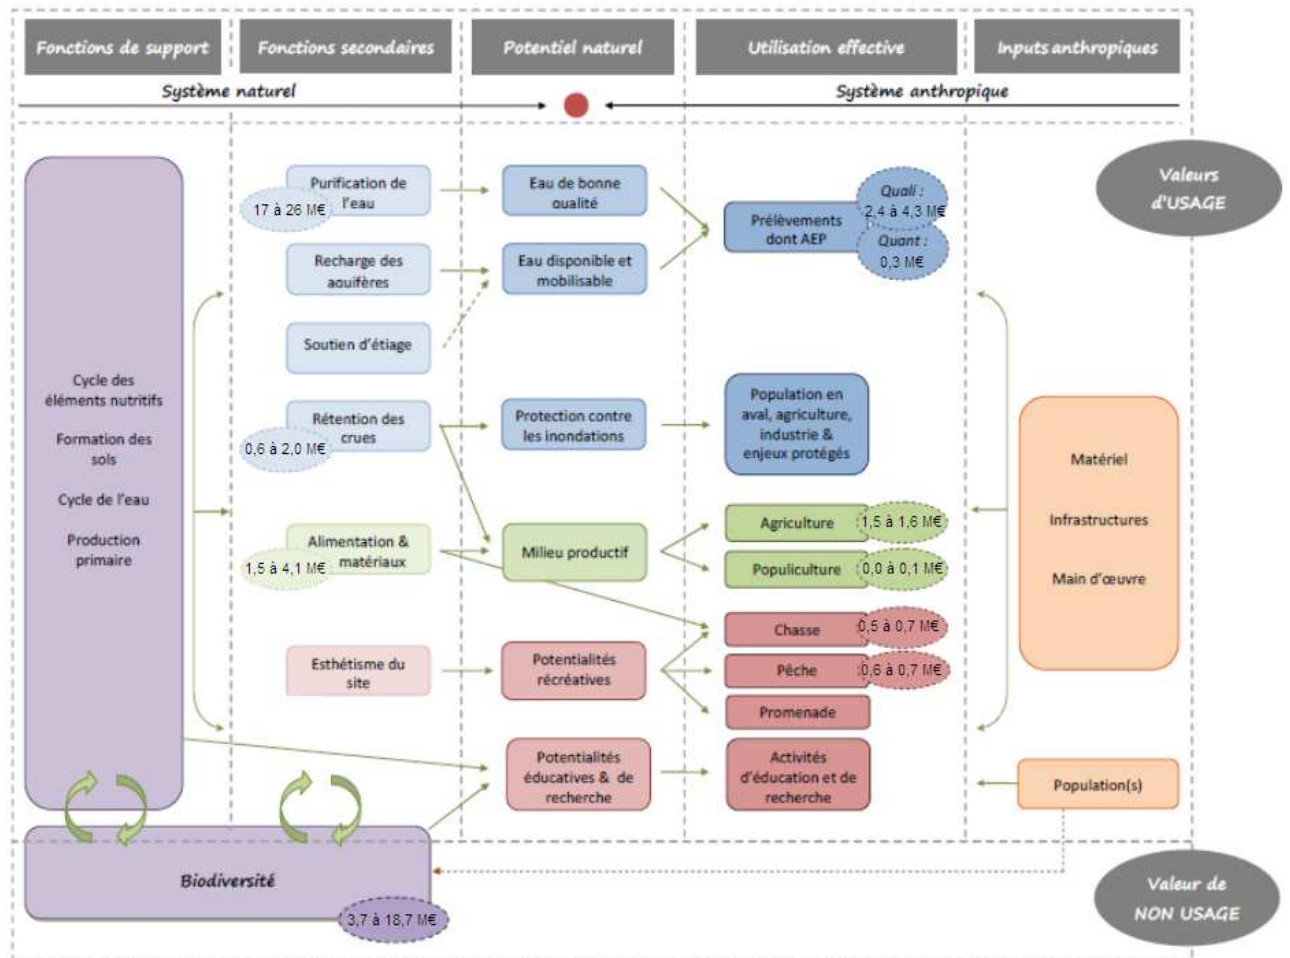 Fonctions de support
Fonctions secondaires
Potentiel naturel
Utilisation effective
Inputs anthropiques
Système naturel
Système anthropique
Valeurs
d'USAGE
Cycle des
éléments nutritifs
Formation des
sols
Cycle de l'eau
Production
primaire
Purification de
l'eau
17 à 26 M€
Recharge des
aquifères
Soutien d'étiage
Rétention des
crues
0,6 à 2,0 M€
Alimentation &
matériaux
1,5 à 4,1 M€
Esthétisme du
site
Eau de bonne
qualité
Eau disponible et
mobilisable
Protection contre
les inondations
Milieu productif
Potentialités
récréatives
Potentialités
éducatives & de
recherche
Prélèvements
dont AEP
Quali :
2,4 à 4,3 M€
Quant :
0,3 M€
Population en
aval, agriculture,
industrie &
enjeux protégés
Agriculture
1,5 à 1,6 M€
Populiculture
0,0 à 0,1 M€
Chasse
0,5 à 0,7 M€
Pêche
0,6 à 0,7 M€
Promenade
Activités
d'éducation et de
recherche
Matériel
Infrastructures
Main d'œuvre
Population(s)
Biodiversité
3,7 à 18,7 M€
Valeur de
NON USAGE